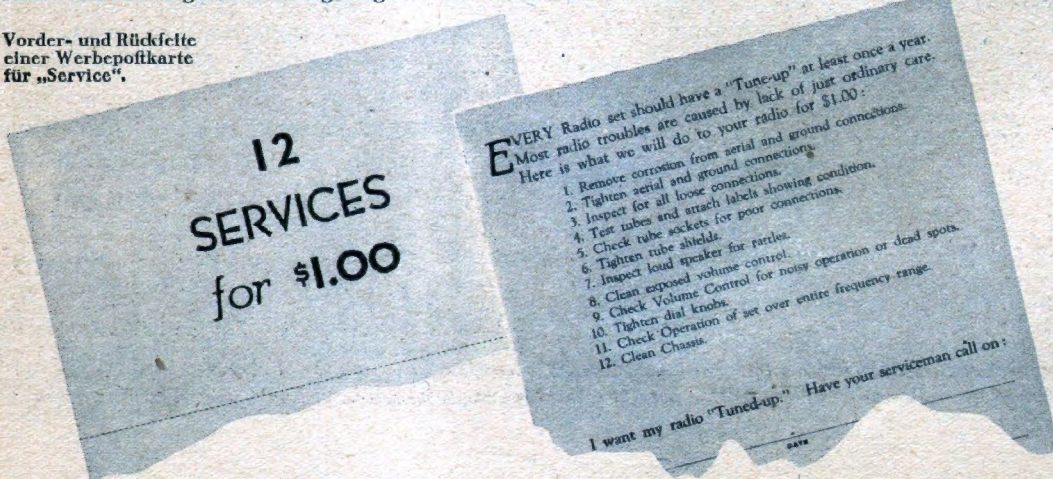 Vorder- und Rückseite
einer Werbepostkarte
für „Service“.
12
SERVICES
for $1.00
EVERY Radio set should have a "Tune-up" at least once a year.
Most radio troubles are caused by lack of just ordinary care.
Here is what we will do to your radio for $1.00:
1. Remove corrosion from aerial and ground connections.
2. Tighten aerial and ground connections.
3. Inspect for all loose connections.
4. Test tubes and attach labels showing condition.
5. Check tube sockets for poor connections.
6. Tighten tube shields.
7. Inspect loud speaker for rattles.
8. Clean exposed volume control.
9. Check Volume Control for noisy operation or dead spots.
10. Tighten dial knobs.
11. Check Operation of set over entire frequency range.
12. Clean Chassis.
I want my radio "Tuned-up." Have your serviceman call on:
DATE